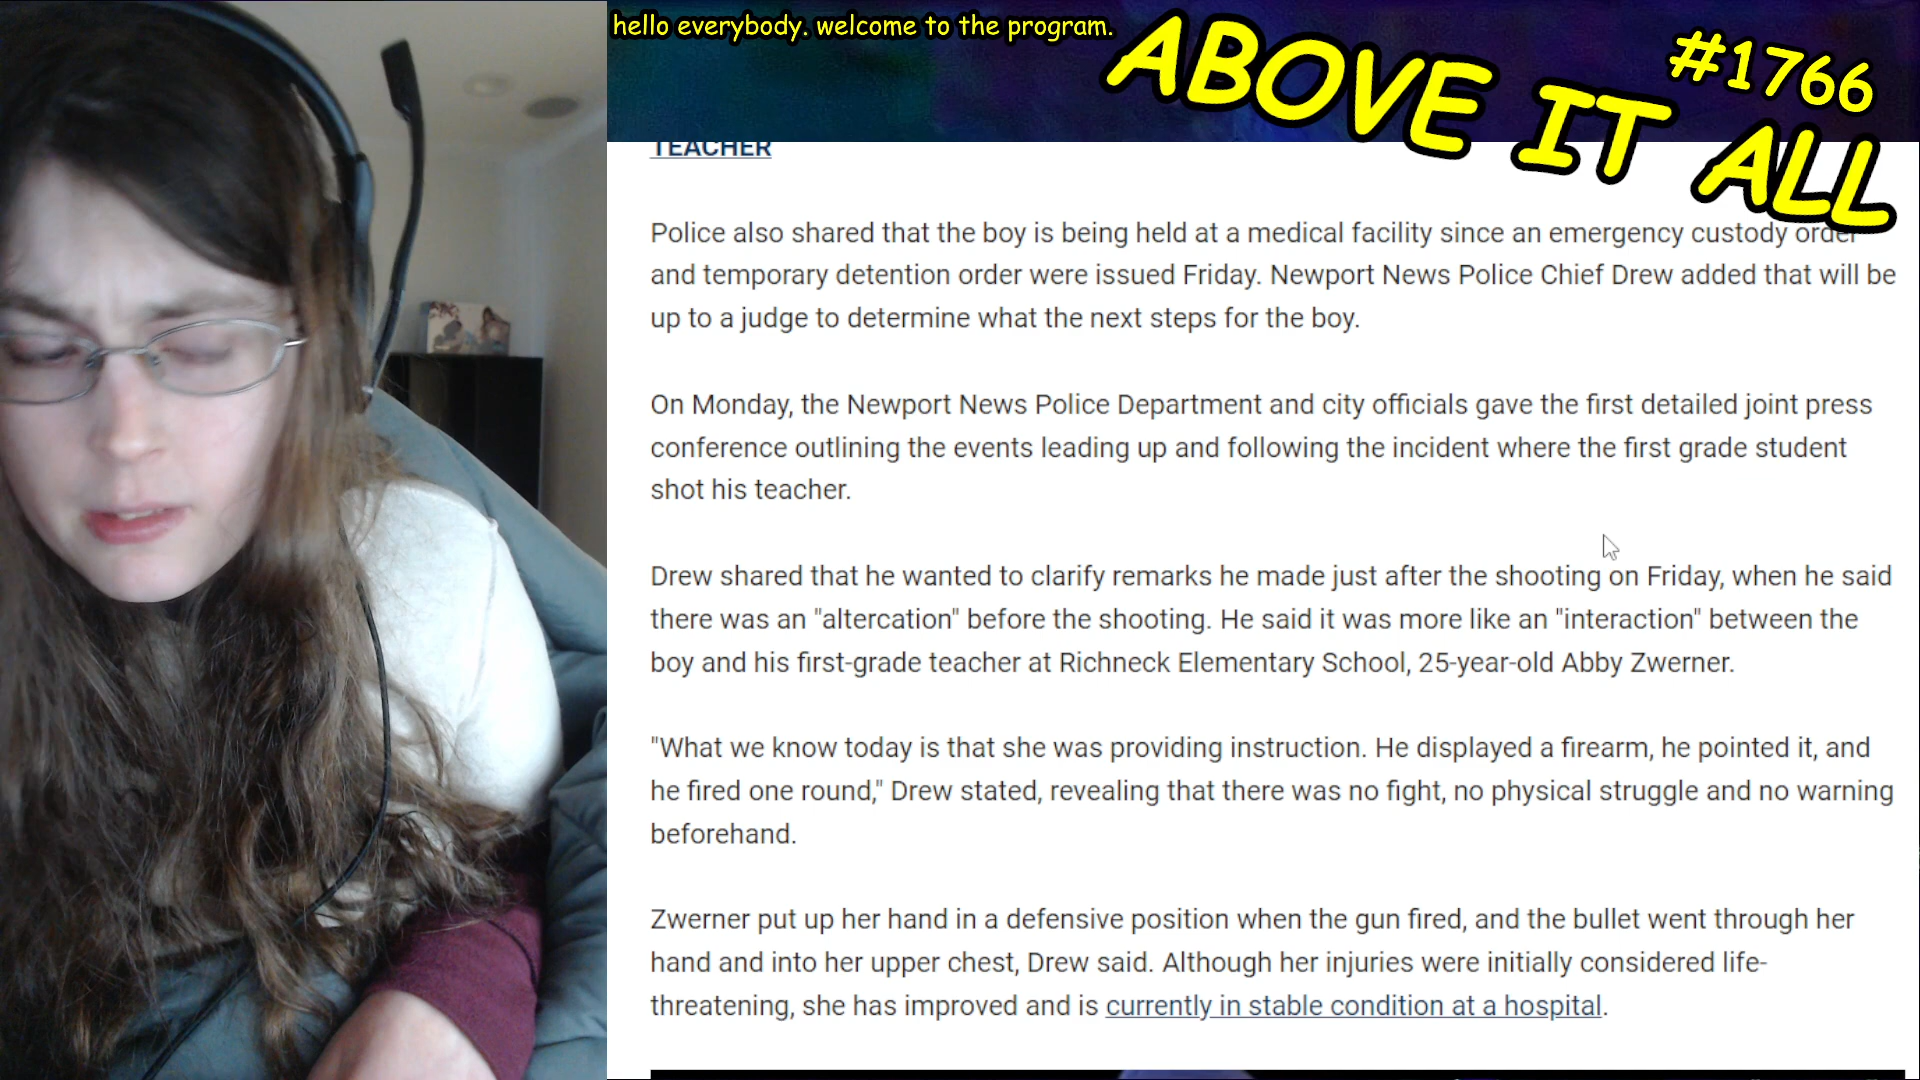 hello everybody. welcome to the program.
ABOVE IT ALL
#1766
TEACHER
Police also shared that the boy is being held at a medical facility since an emergency custody order
and temporary detention order were issued Friday. Newport News Police Chief Drew added that will be
up to a judge to determine what the next steps for the boy.
On Monday, the Newport News Police Department and city officials gave the first detailed joint press
conference outlining the events leading up and following the incident where the first grade student
shot his teacher.
Drew shared that he wanted to clarify remarks he made just after the shooting on Friday, when he said
there was an "altercation" before the shooting. He said it was more like an "interaction" between the
boy and his first-grade teacher at Richneck Elementary School, 25-year-old Abby Zwerner.
"What we know today is that she was providing instruction. He displayed a firearm, he pointed it, and
he fired one round," Drew stated, revealing that there was no fight, no physical struggle and no warning
beforehand.
Zwerner put up her hand in a defensive position when the gun fired, and the bullet went through her
hand and into her upper chest, Drew said. Although her injuries were initially considered life-
threatening, she has improved and is currently in stable condition at a hospital.